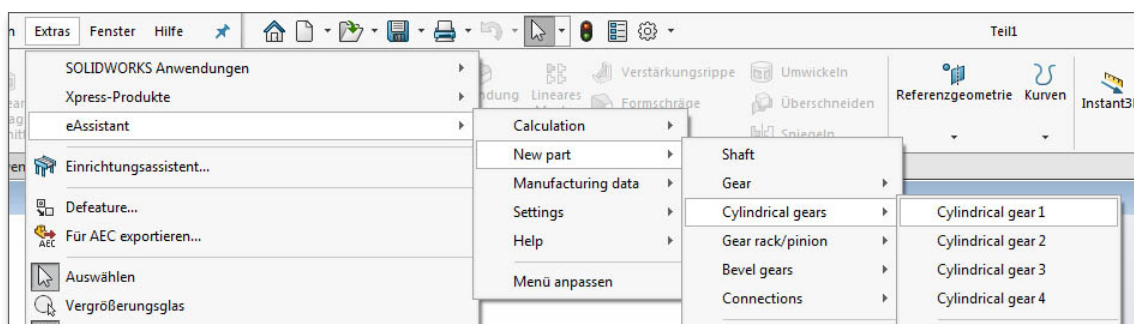 Extras Fenster Hilfe Teil1
SOLIDWORKS Anwendungen
Xpress-Produkte
eAssistant
Einrichtungsassistent...
Defeature...
Für AEC exportieren...
AEC
Auswählen
Vergrößerungsglas
Lineares
Verstärkungsrippe
Formschräge
Umwickeln
Überschneiden
Spiegeln
Referenzgeometrie Kurven
Calculation
New part
Manufacturing data
Settings
Help
Menü anpassen
Shaft
Gear
Cylindrical gears
Gear rack/pinion
Bevel gears
Connections
Cylindrical gear 1
Cylindrical gear 2
Cylindrical gear 3
Cylindrical gear 4